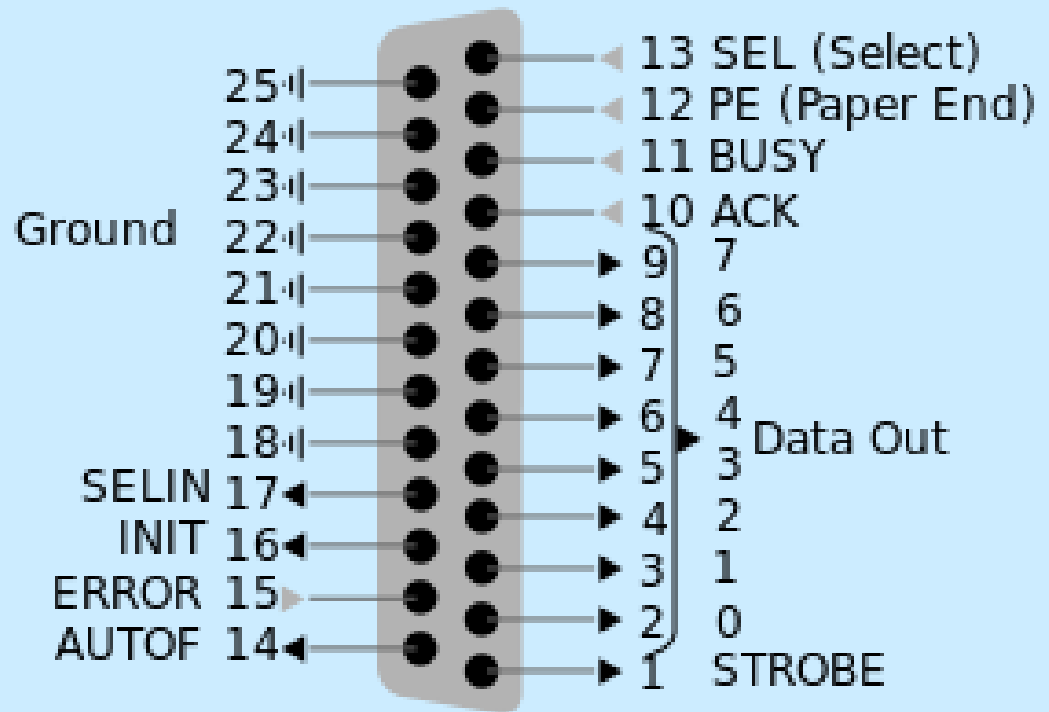 13 SEL (Select)
12 PE (Paper End)
11 BUSY
10 ACK
9 7
8 6
7 5
6 4
Data Out
5 3
4 2
3 1
2 0
1 STROBE
25
24
23
Ground
22
21
20
19
18
SELIN 17
INIT 16
ERROR 15
AUTOF 14